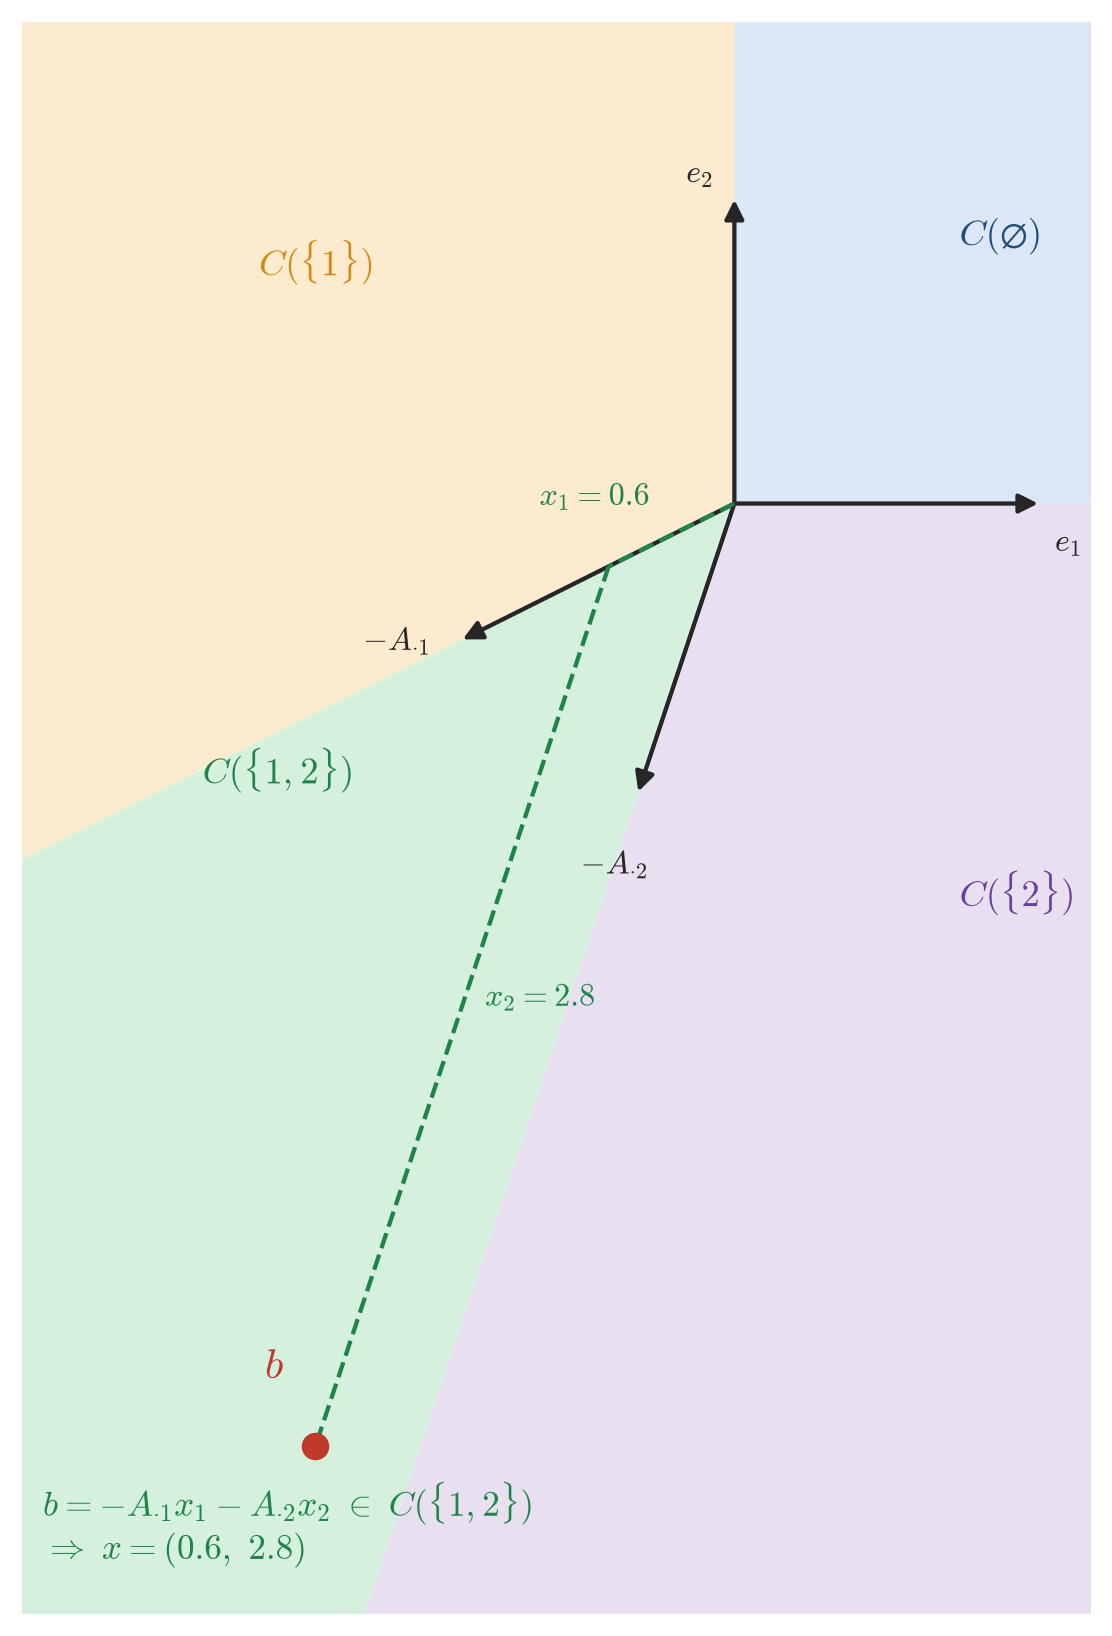 e₂
C(∅)
C({1})
x₁ = 0.6
e₁
−A.₁
C({1, 2})
−A.₂
C({2})
x₂ = 2.8
b
b = −A.₁x₁ − A.₂x₂ ∈ C({1, 2})
⇒ x = (0.6, 2.8)